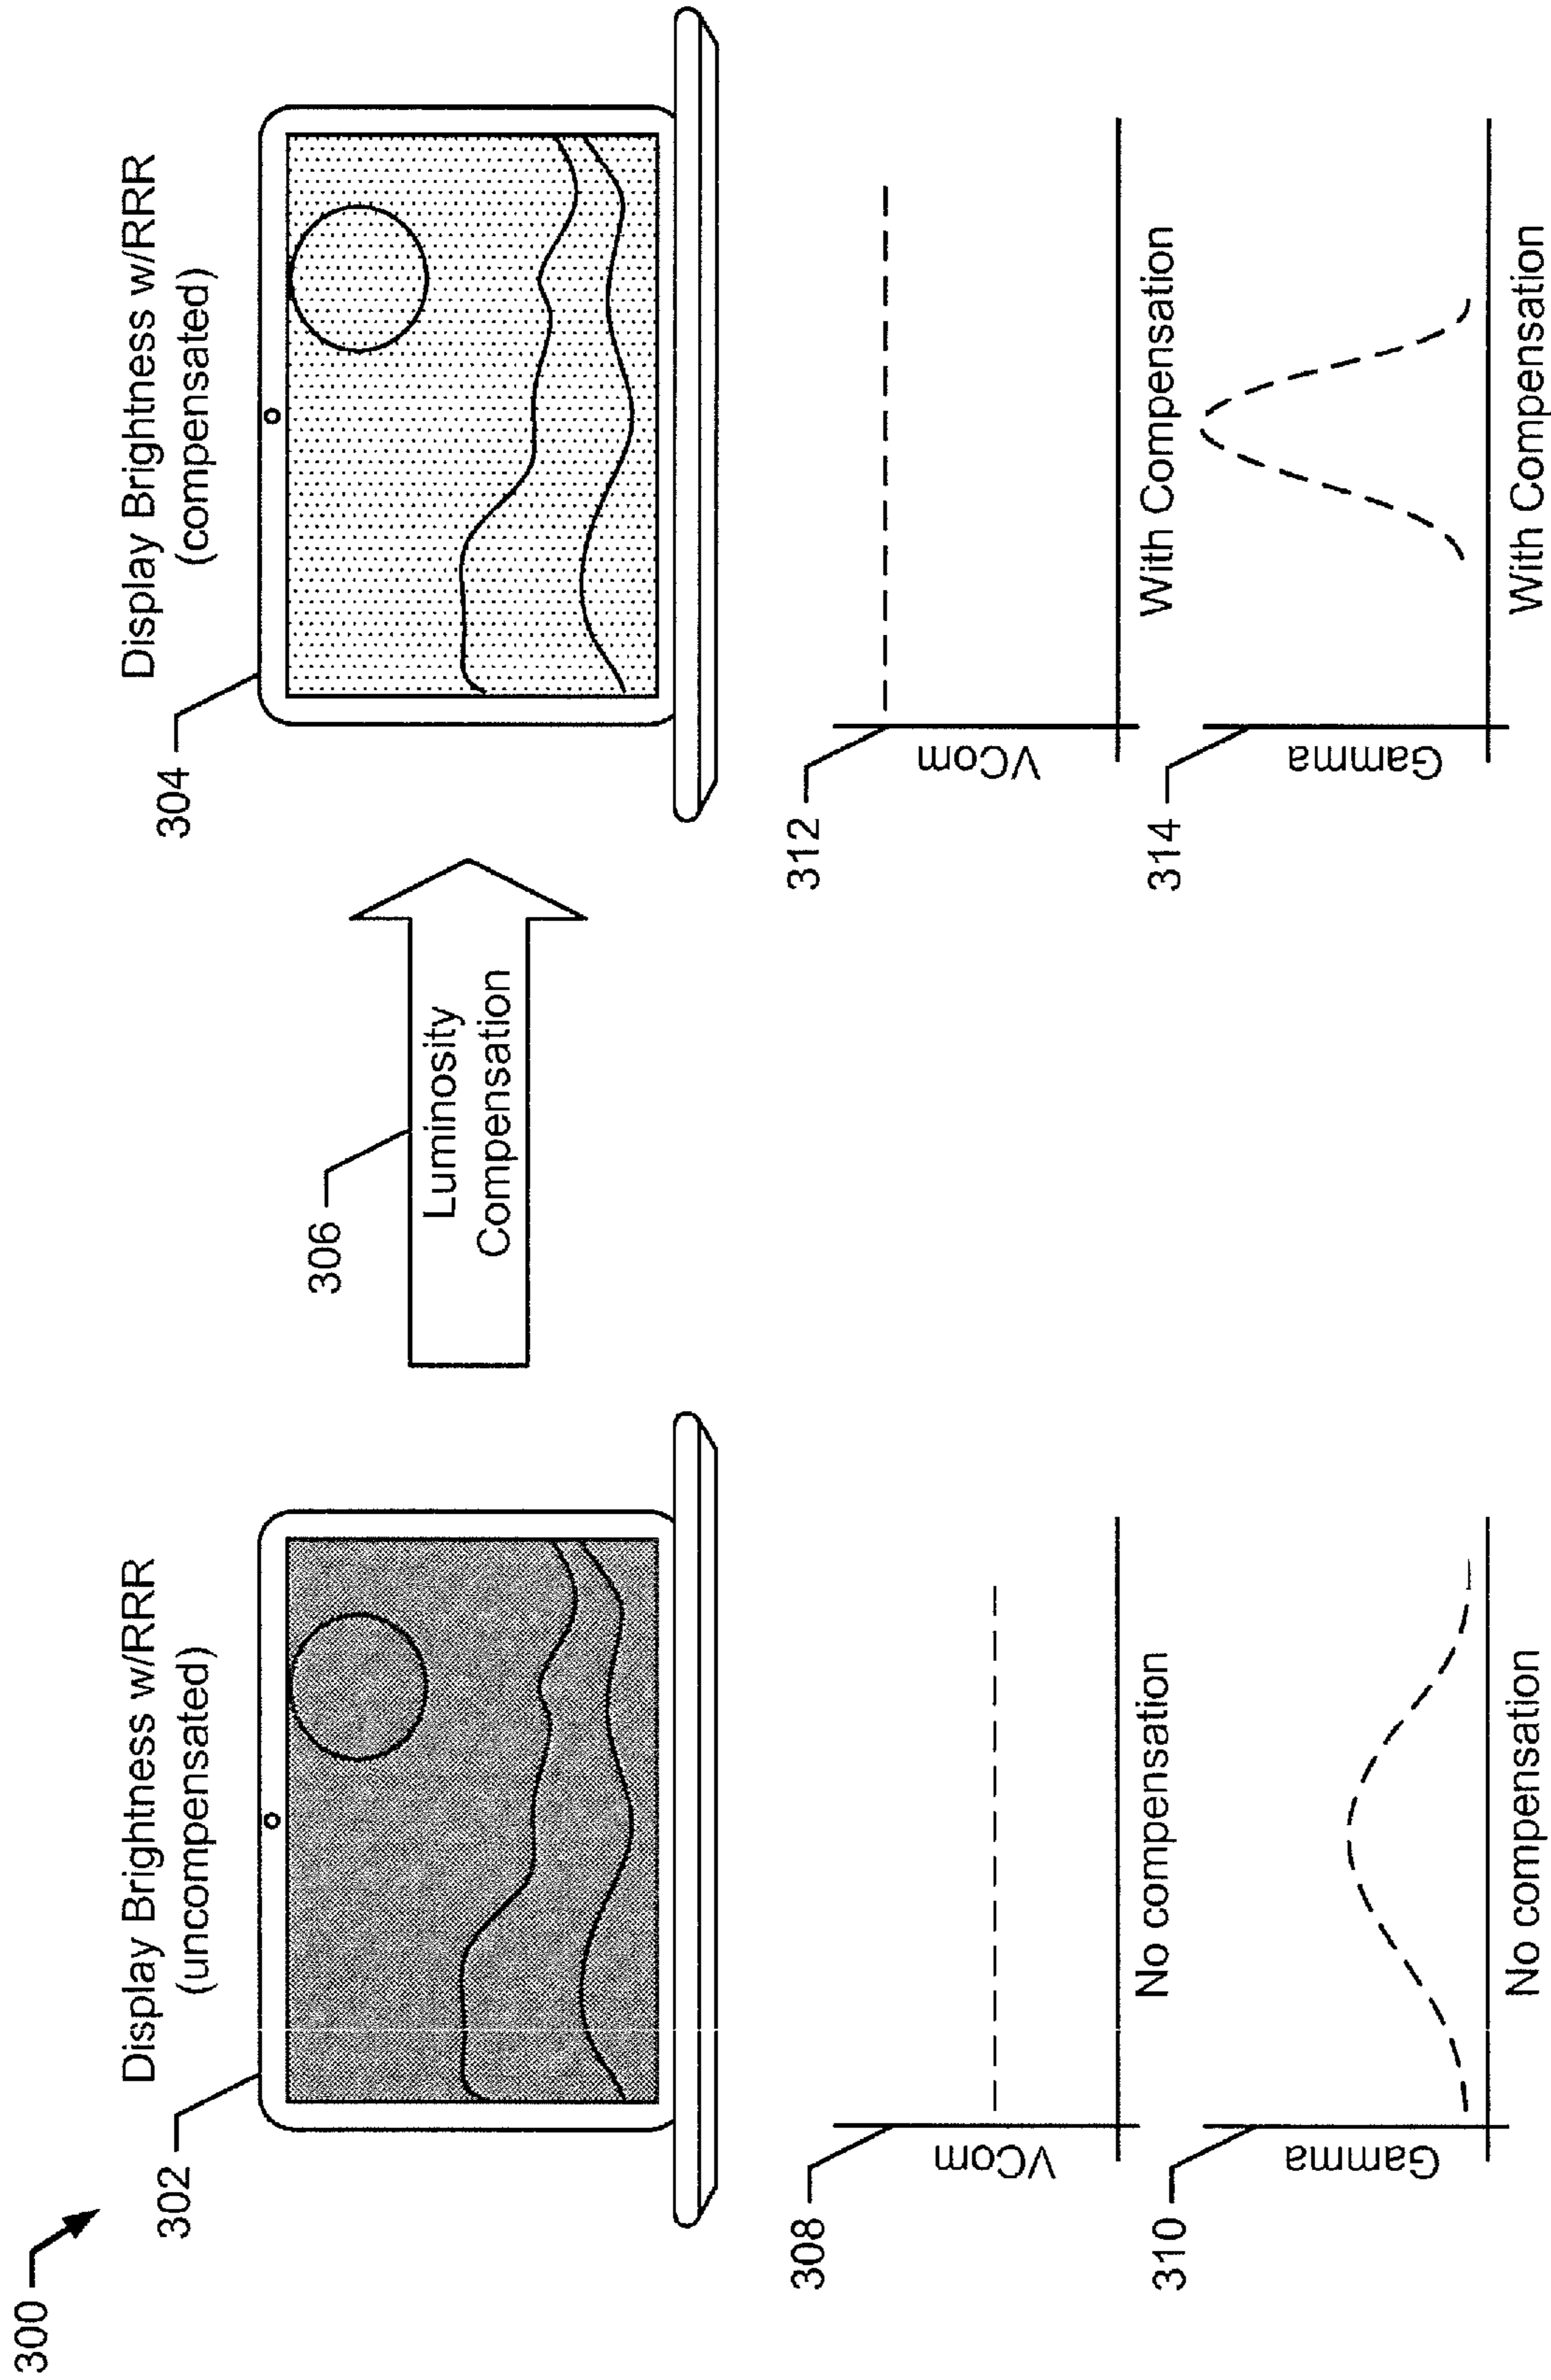 300
302
Display Brightness w/RRR
(uncompensated)
306
Luminosity
Compensation
304
Display Brightness w/RRR
(compensated)
308
VCom
No compensation
310
Gamma
No compensation
312
VCom
With Compensation
314
Gamma
With Compensation